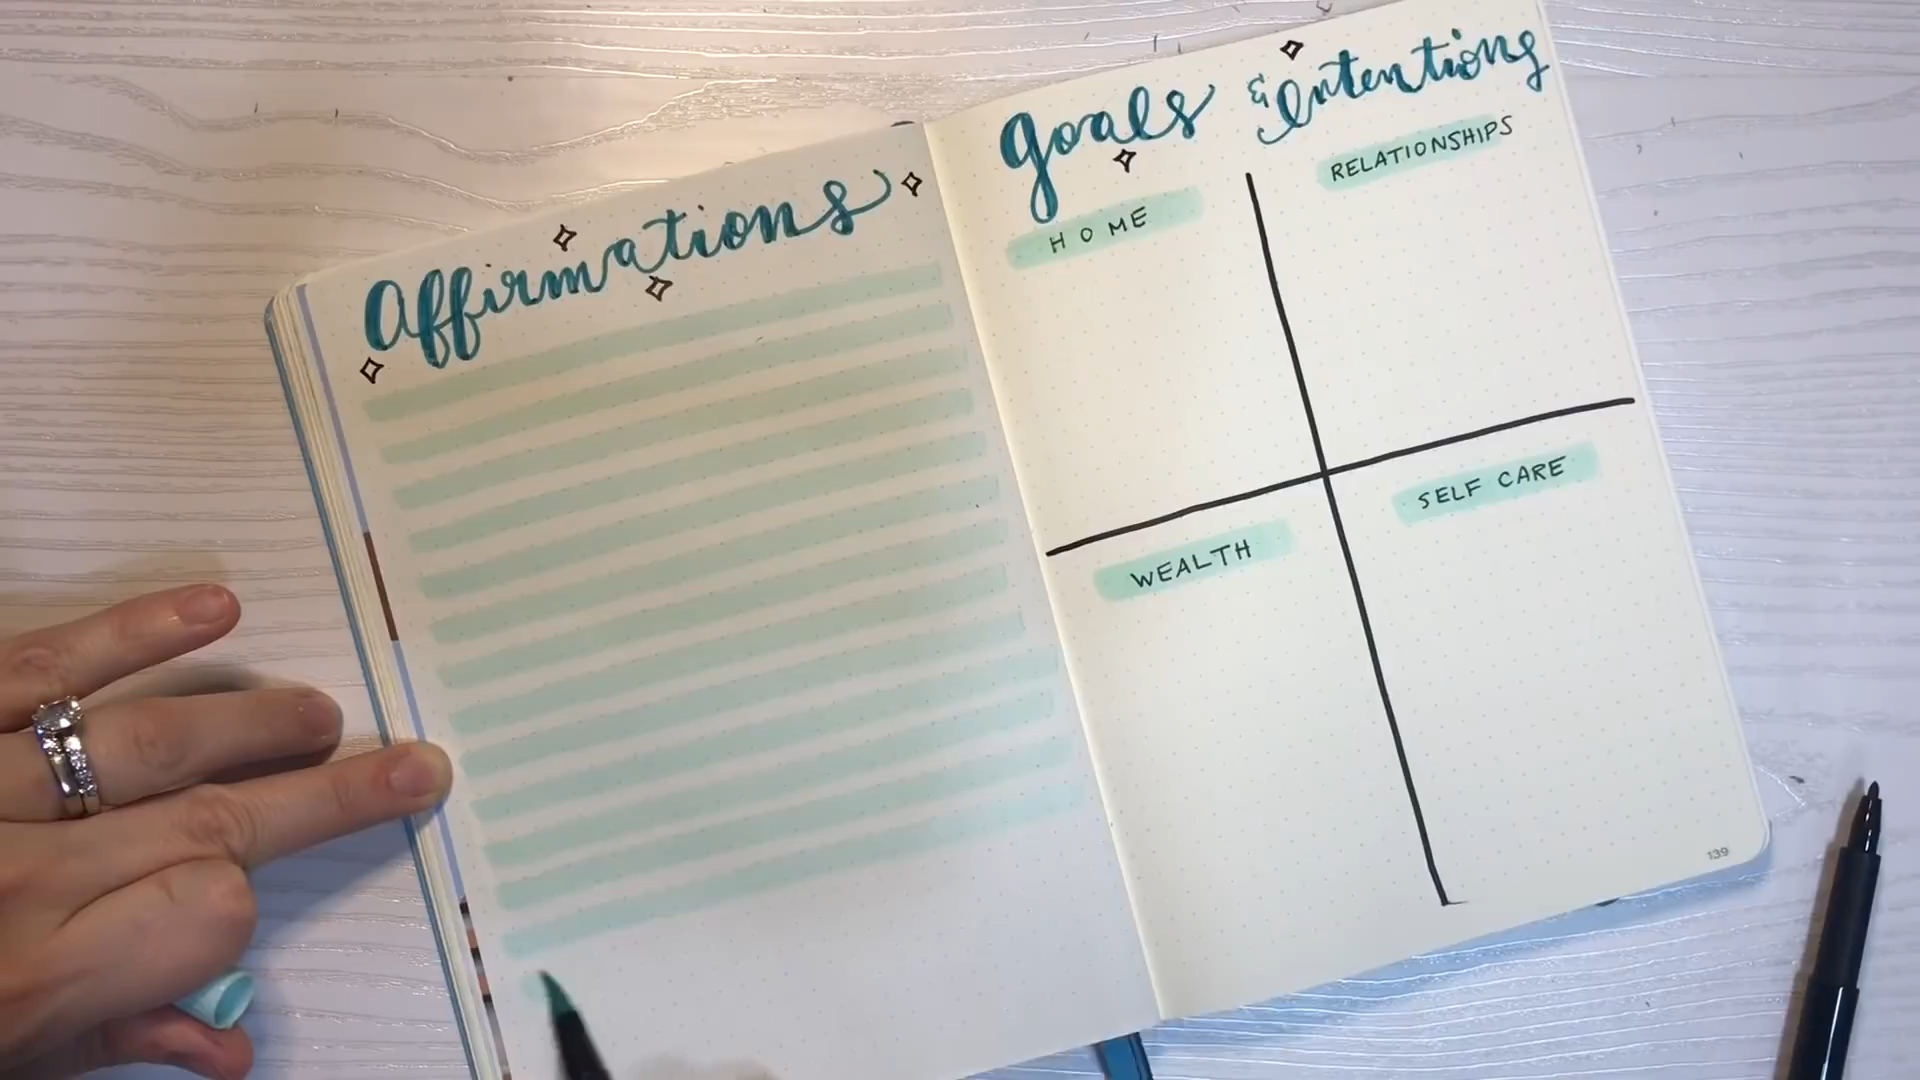 Affirmations
Goals & Intentions
HOME
RELATIONSHIPS
WEALTH
SELF CARE
139